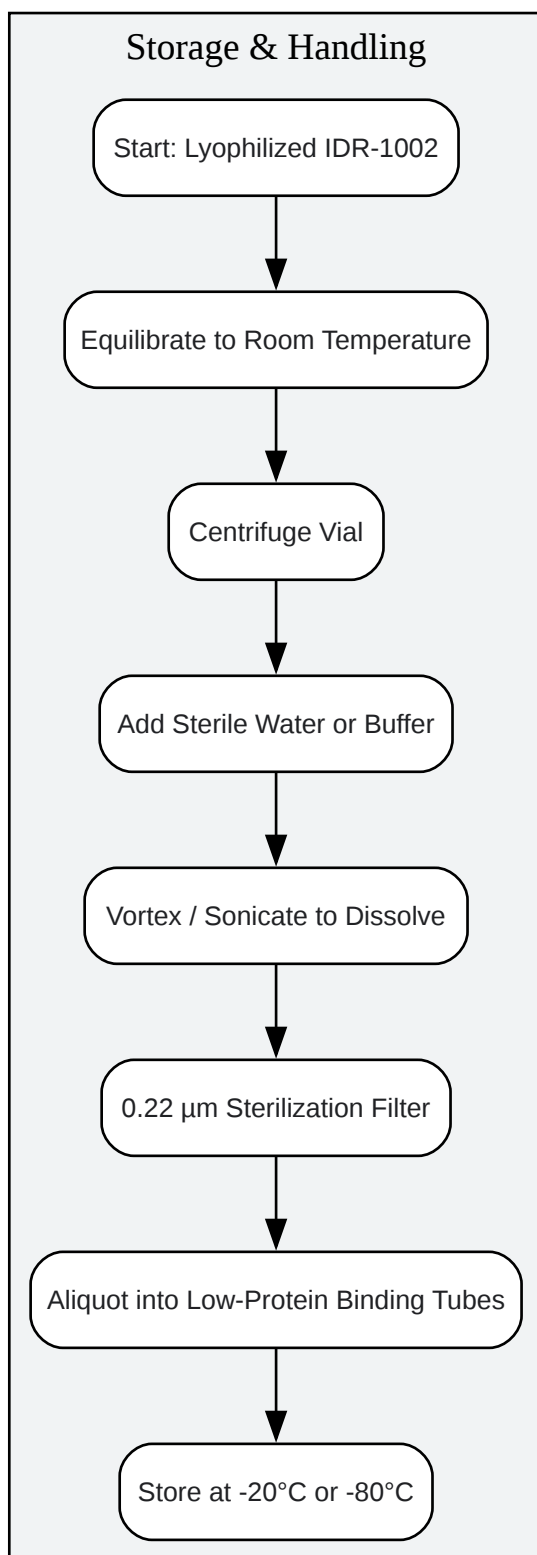 Storage & Handling
Start: Lyophilized IDR-1002
Equilibrate to Room Temperature
Centrifuge Vial
Add Sterile Water or Buffer
Vortex / Sonicate to Dissolve
0.22 µm Sterilization Filter
Aliquot into Low-Protein Binding Tubes
Store at -20°C or -80°C